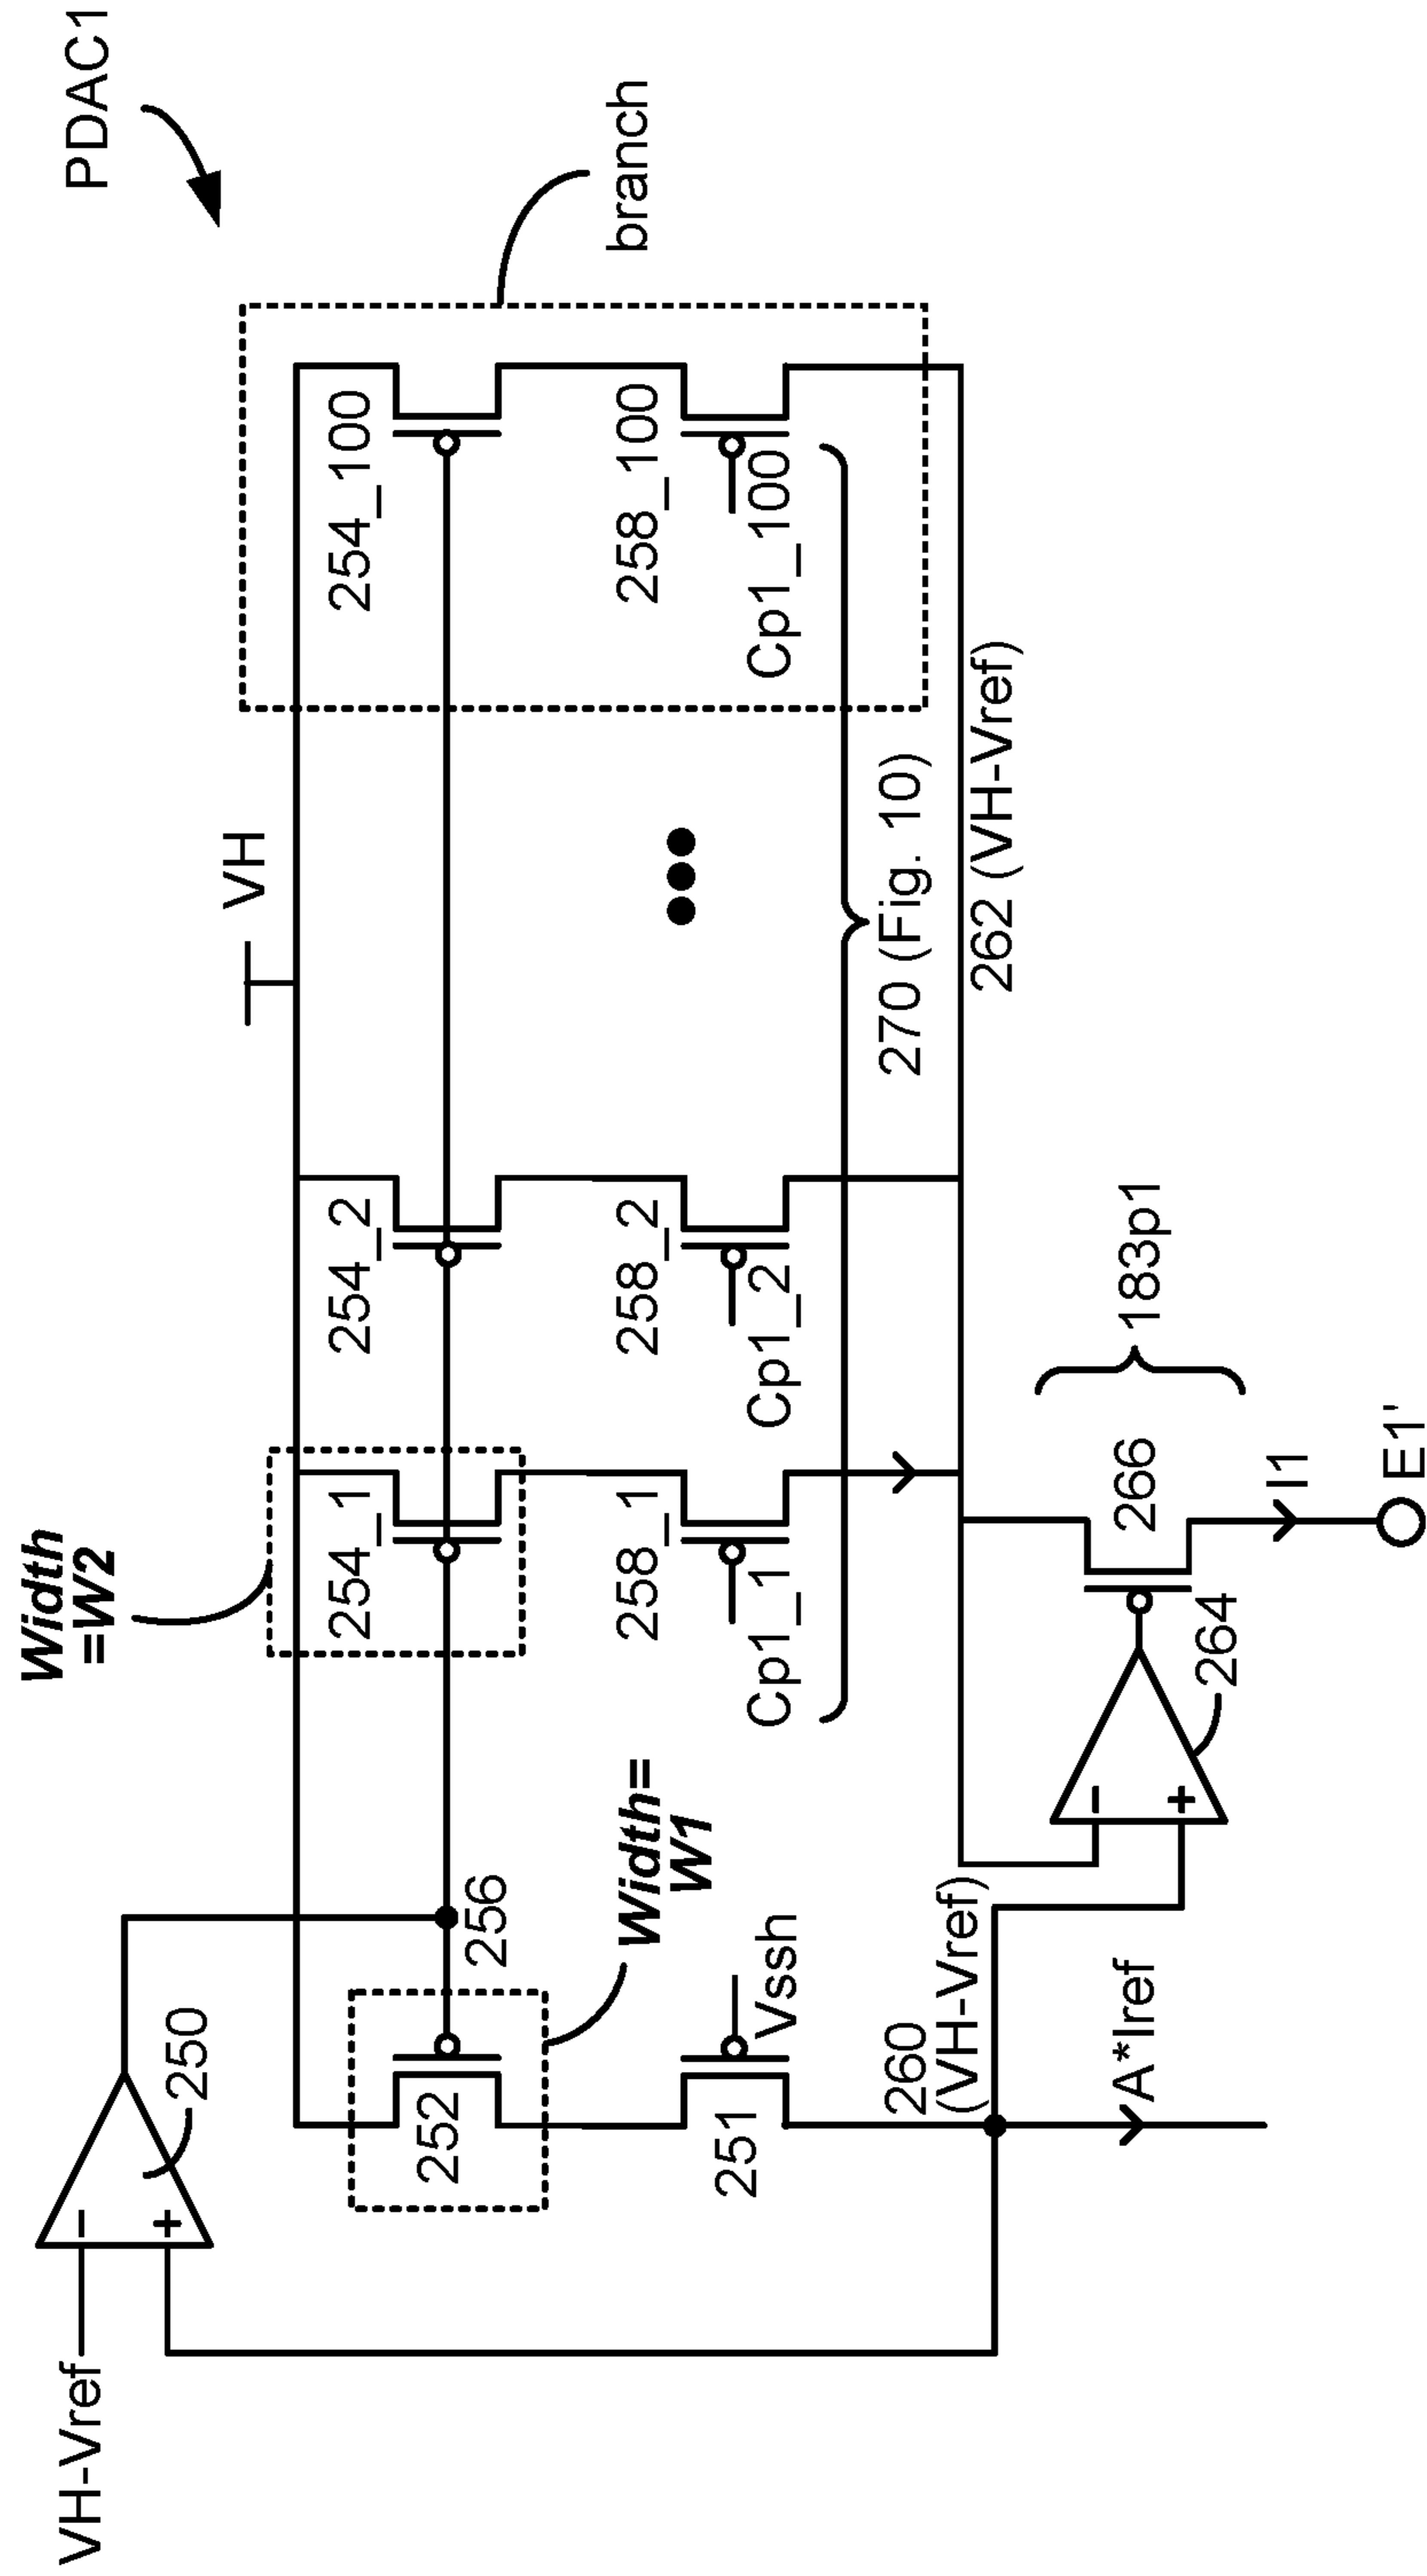 PDAC1
branch
VH
Width
=W2
254_1
254_2
254_100
258_1
258_2
258_100
Cp1_1
Cp1_2
Cp1_100
270 (Fig. 10)
262 (VH-Vref)
VH-Vref
250
252
256
Width=
W1
251
Vssh
260
(VH-Vref)
A*Iref
-
+
-
+
264
266
183p1
I1
E1'